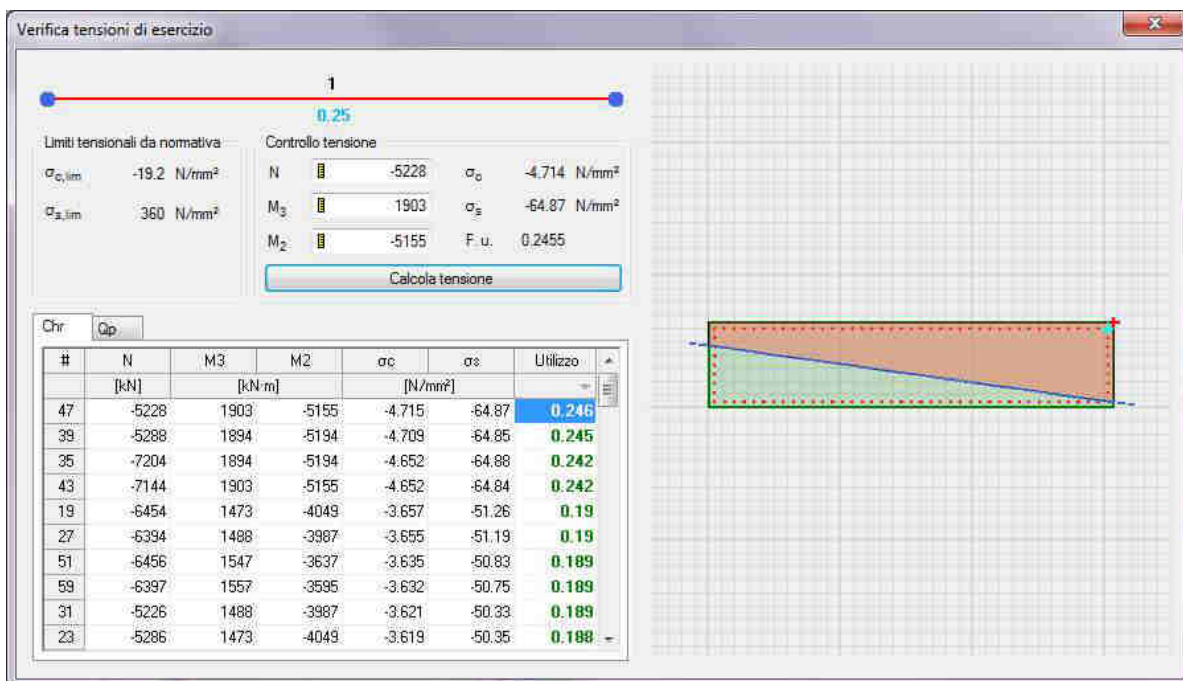 Verifica tensioni di esercizio
1
0.25
Limiti tensionali da normativa
σc,lim -19.2 N/mm²
σs,lim 360 N/mm²
Controllo tensione
N -5228 σc -4.714 N/mm²
M3 1903 σs -64.87 N/mm²
M2 -5155 F. u. 0.2455
Calcola tensione
Chr Qp
# N M3 M2 σc σs Utilizzo
[kN] [kN·m] [N/mm²]
47 -5228 1903 -5155 -4.715 -64.87 0.246
39 -5288 1894 -5194 -4.709 -64.85 0.245
35 -7204 1894 -5194 -4.652 -64.88 0.242
43 -7144 1903 -5155 -4.652 -64.84 0.242
19 -6454 1473 -4049 -3.657 -51.26 0.19
27 -6394 1488 -3987 -3.655 -51.19 0.19
51 -6456 1547 -3637 -3.635 -50.83 0.189
59 -6397 1557 -3595 -3.632 -50.75 0.189
31 -5226 1488 -3987 -3.621 -50.33 0.189
23 -5286 1473 -4049 -3.619 -50.35 0.188